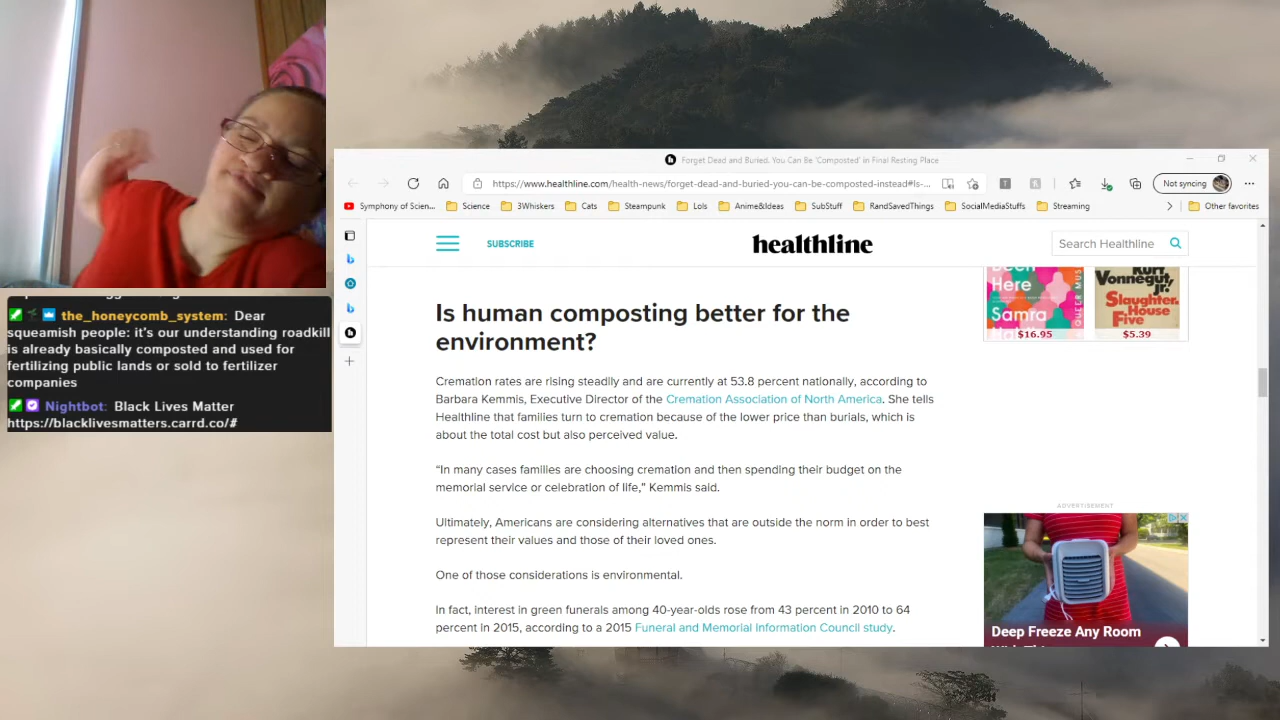 the_honeycomb_system: Dear
squeamish people: it's our understanding roadkill
is already basically composted and used for
fertilizing public lands or sold to fertilizer
companies
Nightbot: Black Lives Matter
https://blacklivesmatters.carrd.co/#
Forget Dead and Buried. You Can Be 'Composted' in Final Resting Place
https://www.healthline.com/health-news/forget-dead-and-buried-you-can-be-composted-instead#Is-...
Not syncing
Symphony of Scien...
Science
3Whiskers
Cats
Steampunk
Lols
Anime&Ideas
SubStuff
RandSavedThings
SocialMediaStuffs
Streaming
Other favorites
SUBSCRIBE
healthline
Search Healthline
Is human composting better for the
environment?
Cremation rates are rising steadily and are currently at 53.8 percent nationally, according to
Barbara Kemmis, Executive Director of the Cremation Association of North America. She tells
Healthline that families turn to cremation because of the lower price than burials, which is
about the total cost but also perceived value.
“In many cases families are choosing cremation and then spending their budget on the
memorial service or celebration of life,” Kemmis said.
Ultimately, Americans are considering alternatives that are outside the norm in order to best
represent their values and those of their loved ones.
One of those considerations is environmental.
In fact, interest in green funerals among 40-year-olds rose from 43 percent in 2010 to 64
percent in 2015, according to a 2015 Funeral and Memorial Information Council study.
Here
Samra
$16.95
Kurt
Vonnegut, Jr.
Slaughter-
House
Five
$5.39
ADVERTISEMENT
Deep Freeze Any Room